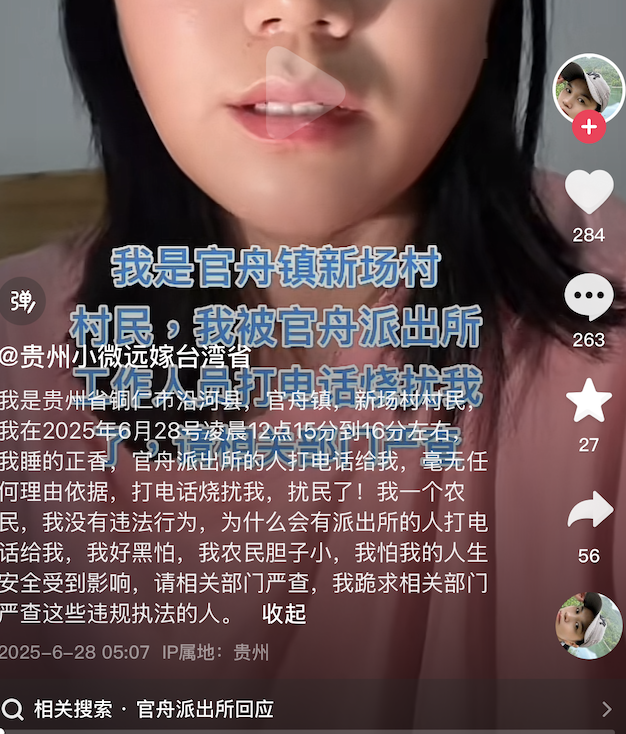 我是官舟镇新场村
村民，我被官舟派出所
工作人员打电话烧扰我
了，请相关部门严查
弹
@贵州小微远嫁台湾省
我是贵州省铜仁市沿河县，官舟镇，新场村村民，
我在2025年6月28号凌晨12点15分到16分左右，
我睡的正香，官舟派出所的人打电话给我，毫无任
何理由依据，打电话烧扰我，扰民了！我一个农
民，我没有违法行为，为什么会有派出所的人打电
话给我，我好黑怕，我农民胆子小，我怕我的人生
安全受到影响，请相关部门严查，我跪求相关部门
严查这些违规执法的人。 收起
2025-6-28 05:07 IP属地：贵州
284
263
27
56
相关搜索 · 官舟派出所回应